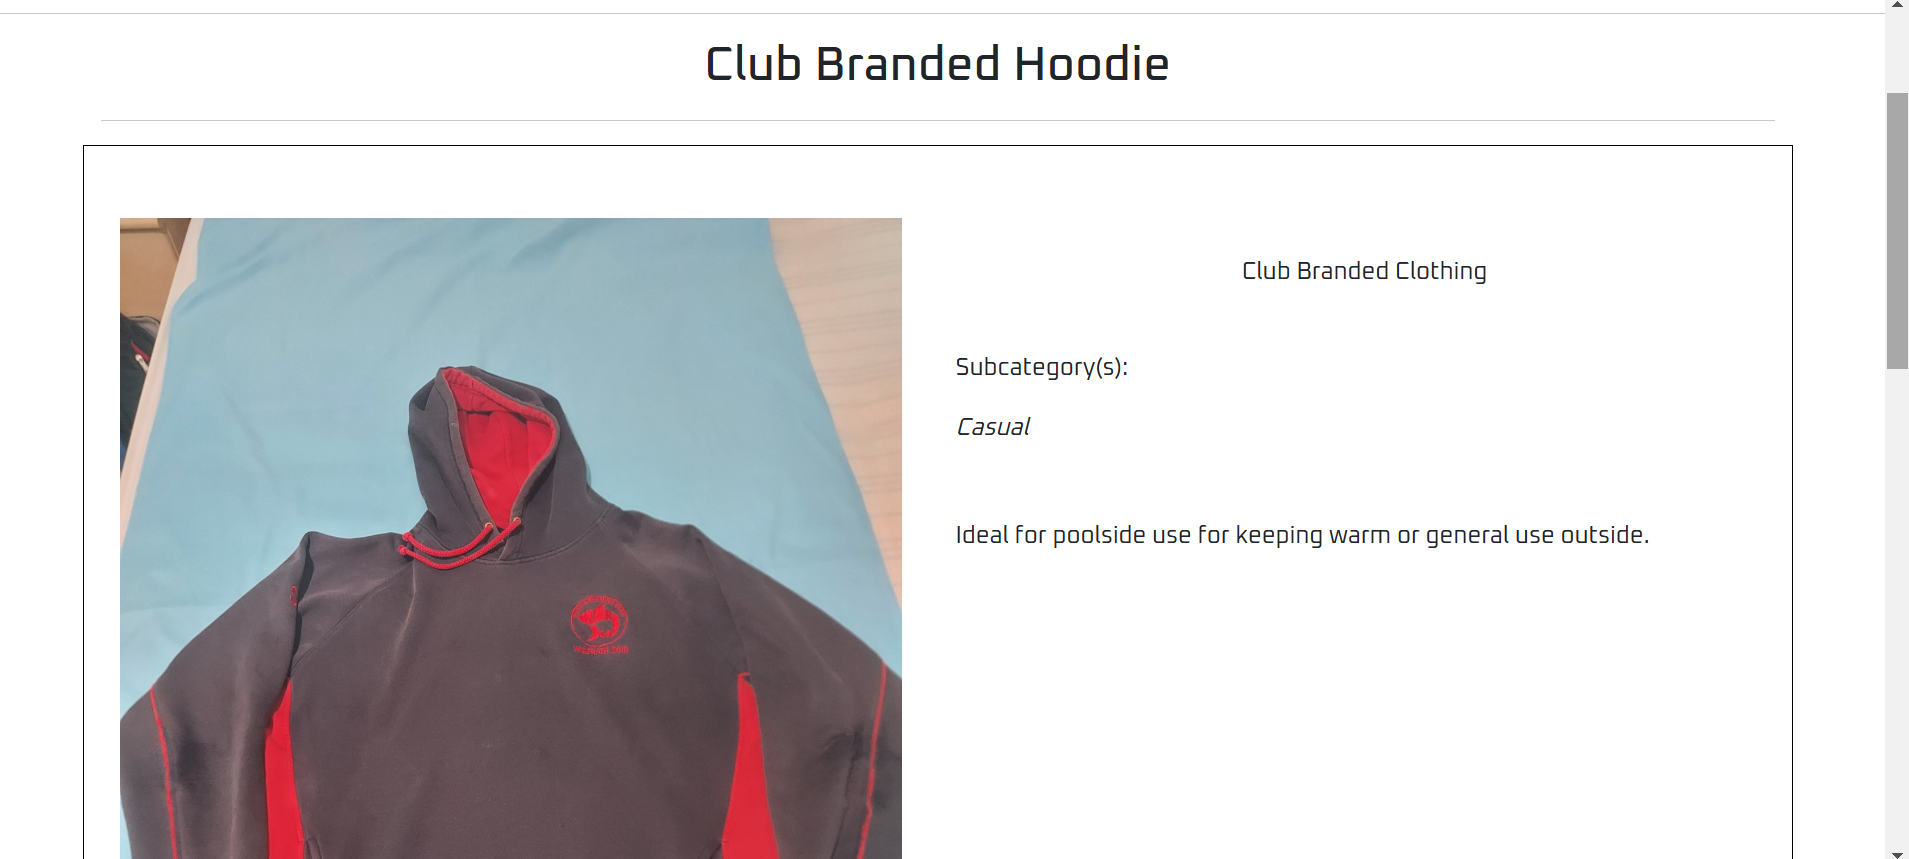 Club Branded Hoodie
Club Branded Clothing
Subcategory(s):
Casual
Ideal for poolside use for keeping warm or general use outside.